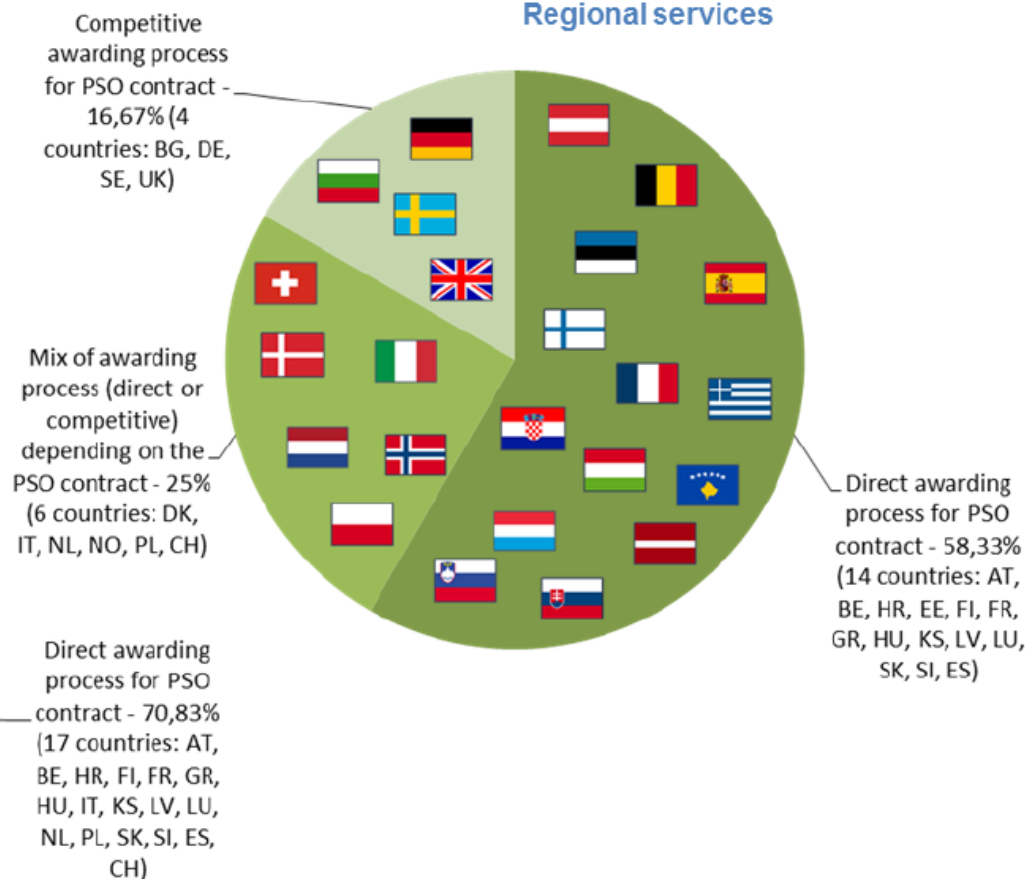 Regional services
Competitive
awarding process
for PSO contract -
16,67% (4
countries: BG, DE,
SE, UK)
Mix of awarding
process (direct or
competitive)
depending on the
PSO contract - 25%
(6 countries: DK,
IT, NL, NO, PL, CH)
Direct awarding
process for PSO
contract - 58,33%
(14 countries: AT,
BE, HR, EE, FI, FR,
GR, HU, KS, LV, LU,
SK, SI, ES)
Direct awarding
process for PSO
contract - 70,83%
(17 countries: AT,
BE, HR, FI, FR, GR,
HU, IT, KS, LV, LU,
NL, PL, SK, SI, ES,
CH)